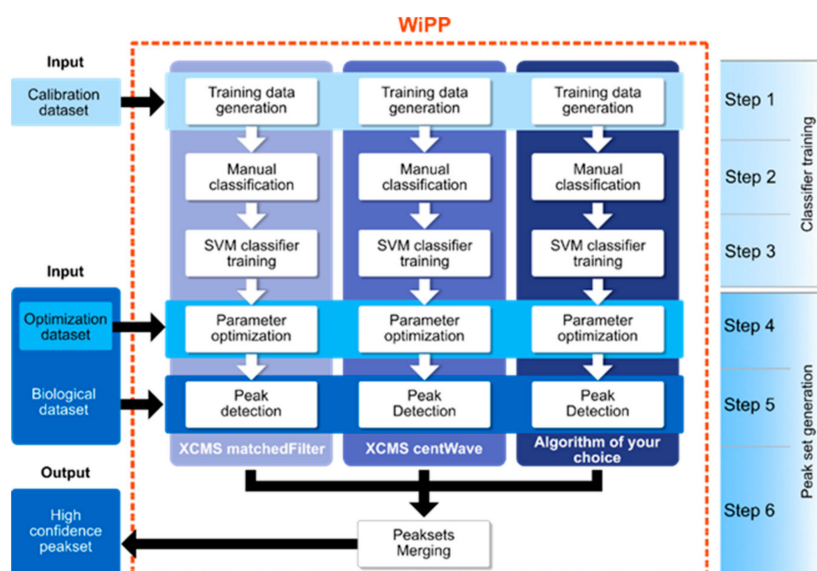 WiPP
Input
Calibration
dataset
Training data
generation
Training data
generation
Training data
generation
Step 1
Manual
classification
Manual
classification
Manual
classification
Step 2
Classifier training
SVM classifier
training
SVM classifier
training
SVM classifier
training
Step 3
Input
Optimization
dataset
Parameter
optimization
Parameter
optimization
Parameter
optimization
Step 4
Biological
dataset
Peak
detection
Peak
Detection
Peak
Detection
Step 5
Peak set generation
XCMS matchedFilter
XCMS centWave
Algorithm of your
choice
Output
High
confidence
peakset
Peaksets
Merging
Step 6